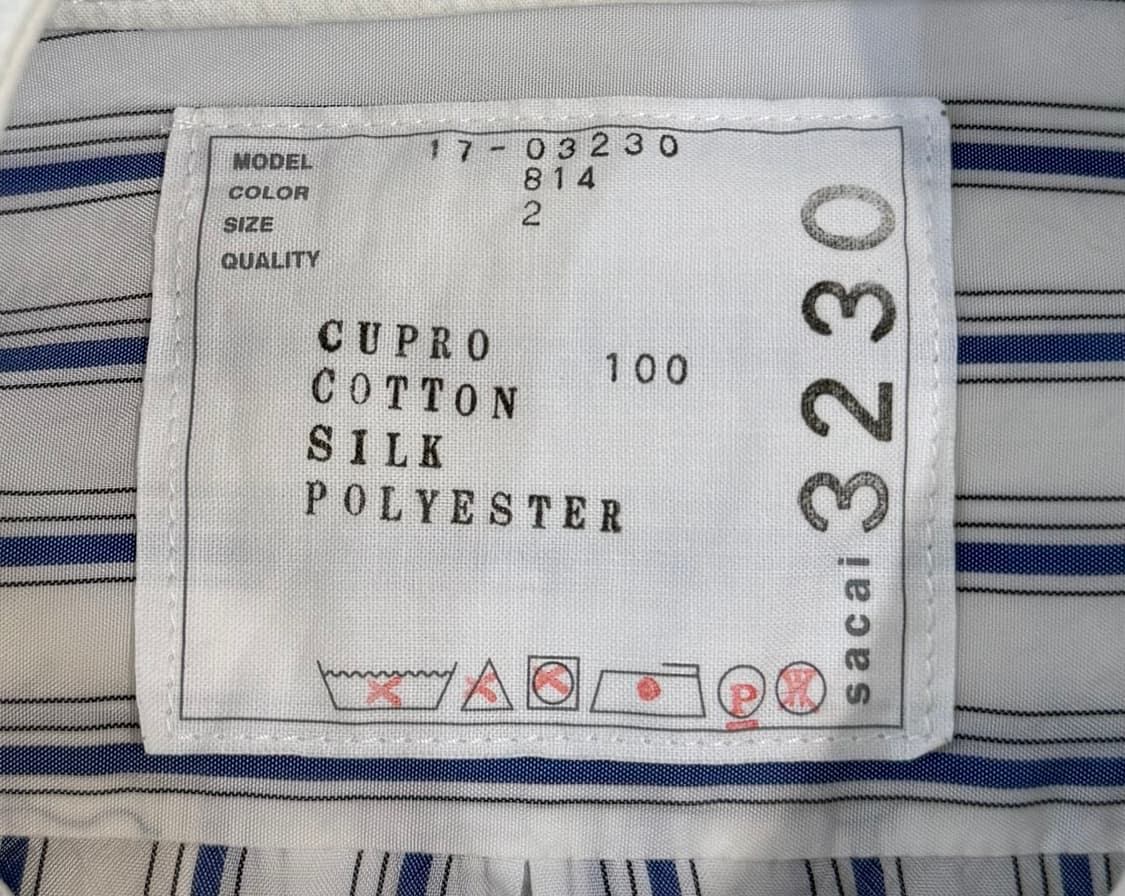 MODEL 17-03230
COLOR 814
SIZE 2
QUALITY
CUPRO
COTTON 100
SILK
POLYESTER
P
W
sacai 3230